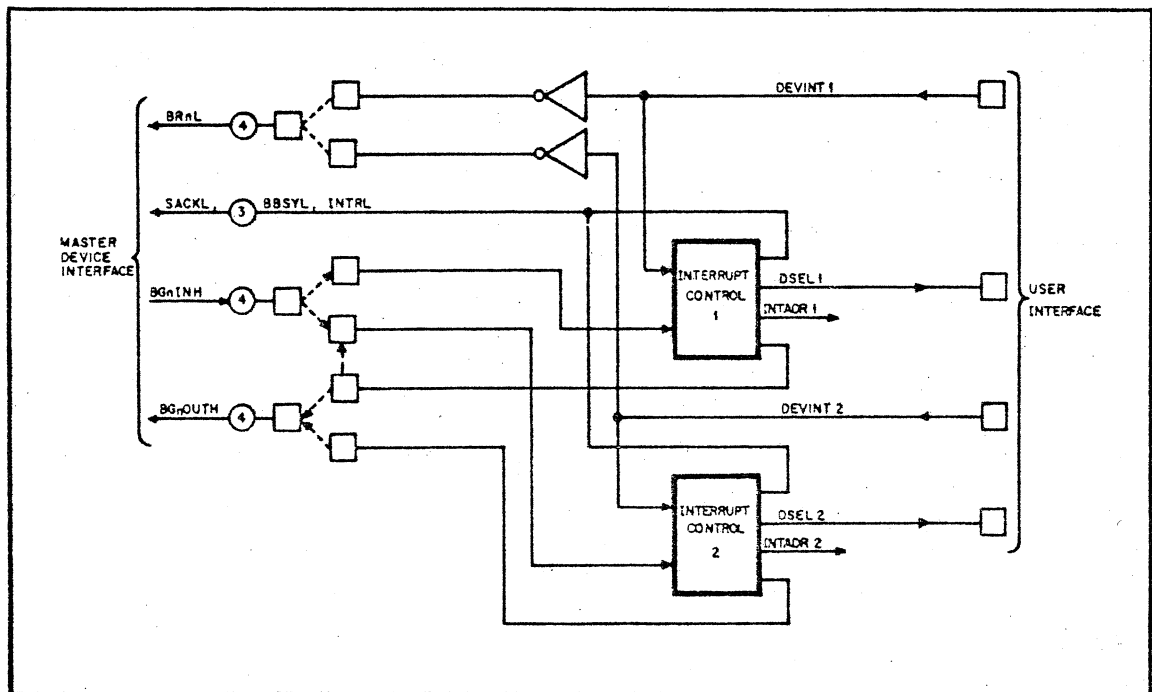 DEVINT 1
BRnL
4
SACKL, 3 BBSYL, INTRL
MASTER
DEVICE
INTERFACE
BGnINH
4
INTERRUPT
CONTROL
1
DSEL 1
INTADR 1
USER
INTERFACE
BGnOUTH
4
DEVINT 2
INTERRUPT
CONTROL
2
DSEL 2
INTADR 2